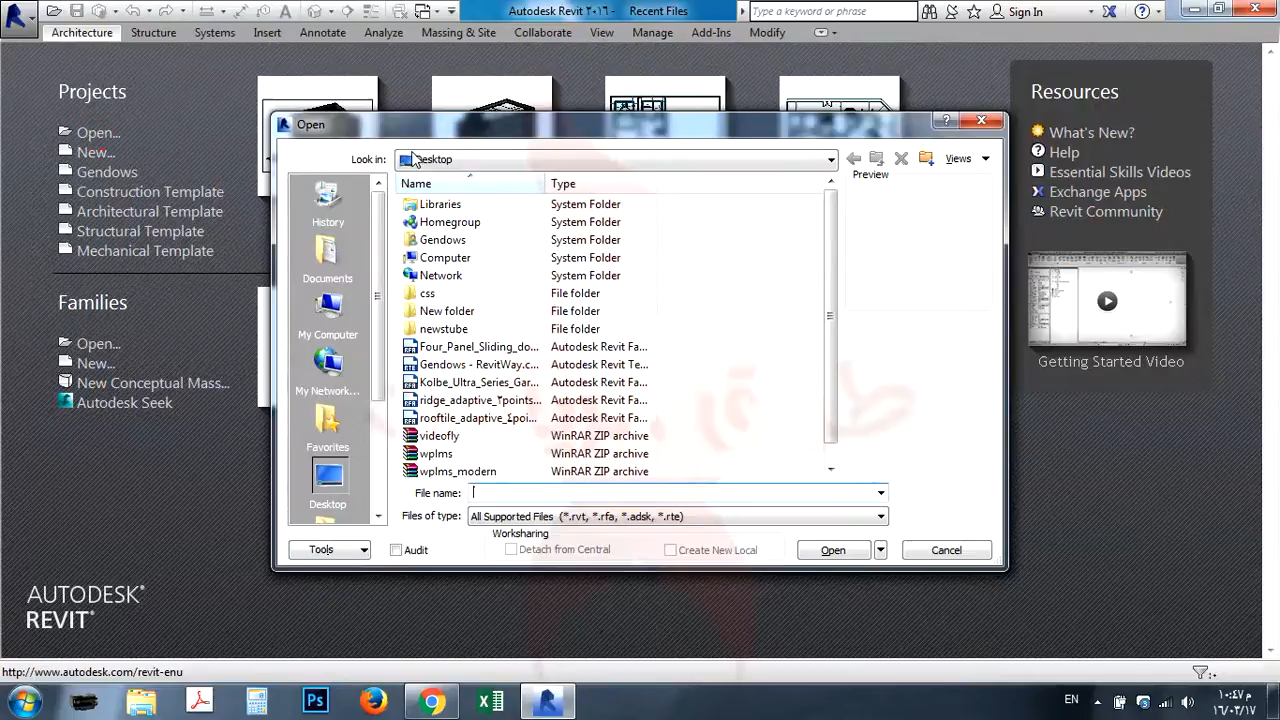 Autodesk Revit ٢٠١٦ - Recent Files
Type a keyword or phrase
Sign In
Architecture Structure Systems Insert Annotate Analyze Massing & Site Collaborate View Manage Add-Ins Modify
Projects
Open...
New...
Gendows
Construction Template
Architectural Template
Structural Template
Mechanical Template
Families
Open...
New...
New Conceptual Mass...
Autodesk Seek
AUTODESK®
REVIT®
Open
Look in:
Desktop
Views
Name Type
Preview
Libraries System Folder
Homegroup System Folder
Gendows System Folder
Computer System Folder
Network System Folder
css File folder
New folder File folder
newstube File folder
Four_Panel_Sliding_do... Autodesk Revit Fa...
Gendows - RevitWay.c... Autodesk Revit Te...
Kolbe_Ultra_Series_Gar... Autodesk Revit Fa...
ridge_adaptive_٣points... Autodesk Revit Fa...
rooftile_adaptive_٤poi... Autodesk Revit Fa...
videofly WinRAR ZIP archive
wplms WinRAR ZIP archive
wplms_modern WinRAR ZIP archive
History
Documents
My Computer
My Network...
Favorites
Desktop
File name:
Files of type: All Supported Files (*.rvt, *.rfa, *.adsk, *.rte)
Worksharing
Tools
Audit
Detach from Central
Create New Local
Open
Cancel
Resources
What's New?
Help
Essential Skills Videos
Exchange Apps
Revit Community
Getting Started Video
http://www.autodesk.com/revit-enu
Ps
EN
١٠:٤٧ م
١٦/٠٣/١٧